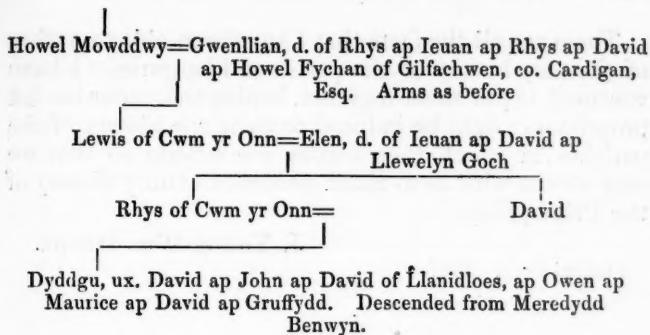 Howel Mowddwy=Gwenllian, d. of Rhys ap Ieuan ap Rhys ap David
ap Howel Fychan of Gilfachwen, co. Cardigan,
Esq. Arms as before
Lewis of Cwm yr Onn=Elen, d. of Ieuan ap David ap
Llewelyn Goch
Rhys of Cwm yr Onn= David
Dyddgu, ux. David ap John ap David of Llanidloes, ap Owen ap
Maurice ap David ap Gruffydd. Descended from Meredydd
Benwyn.